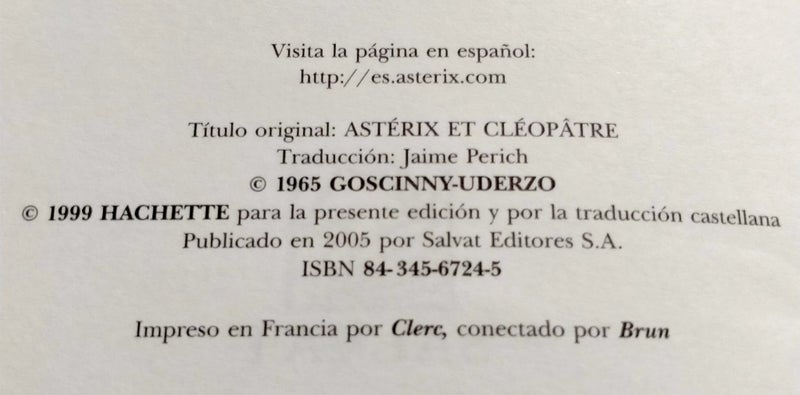 Visita la página en español:
http://es.asterix.com
Título original: ASTÉRIX ET CLÉOPÂTRE
Traducción: Jaime Perich
© 1965 GOSCINNY-UDERZO
© 1999 HACHETTE para la presente edición y por la traducción castellana
Publicado en 2005 por Salvat Editores S.A.
ISBN 84-345-6724-5
Impreso en Francia por Clerc, conectado por Brun